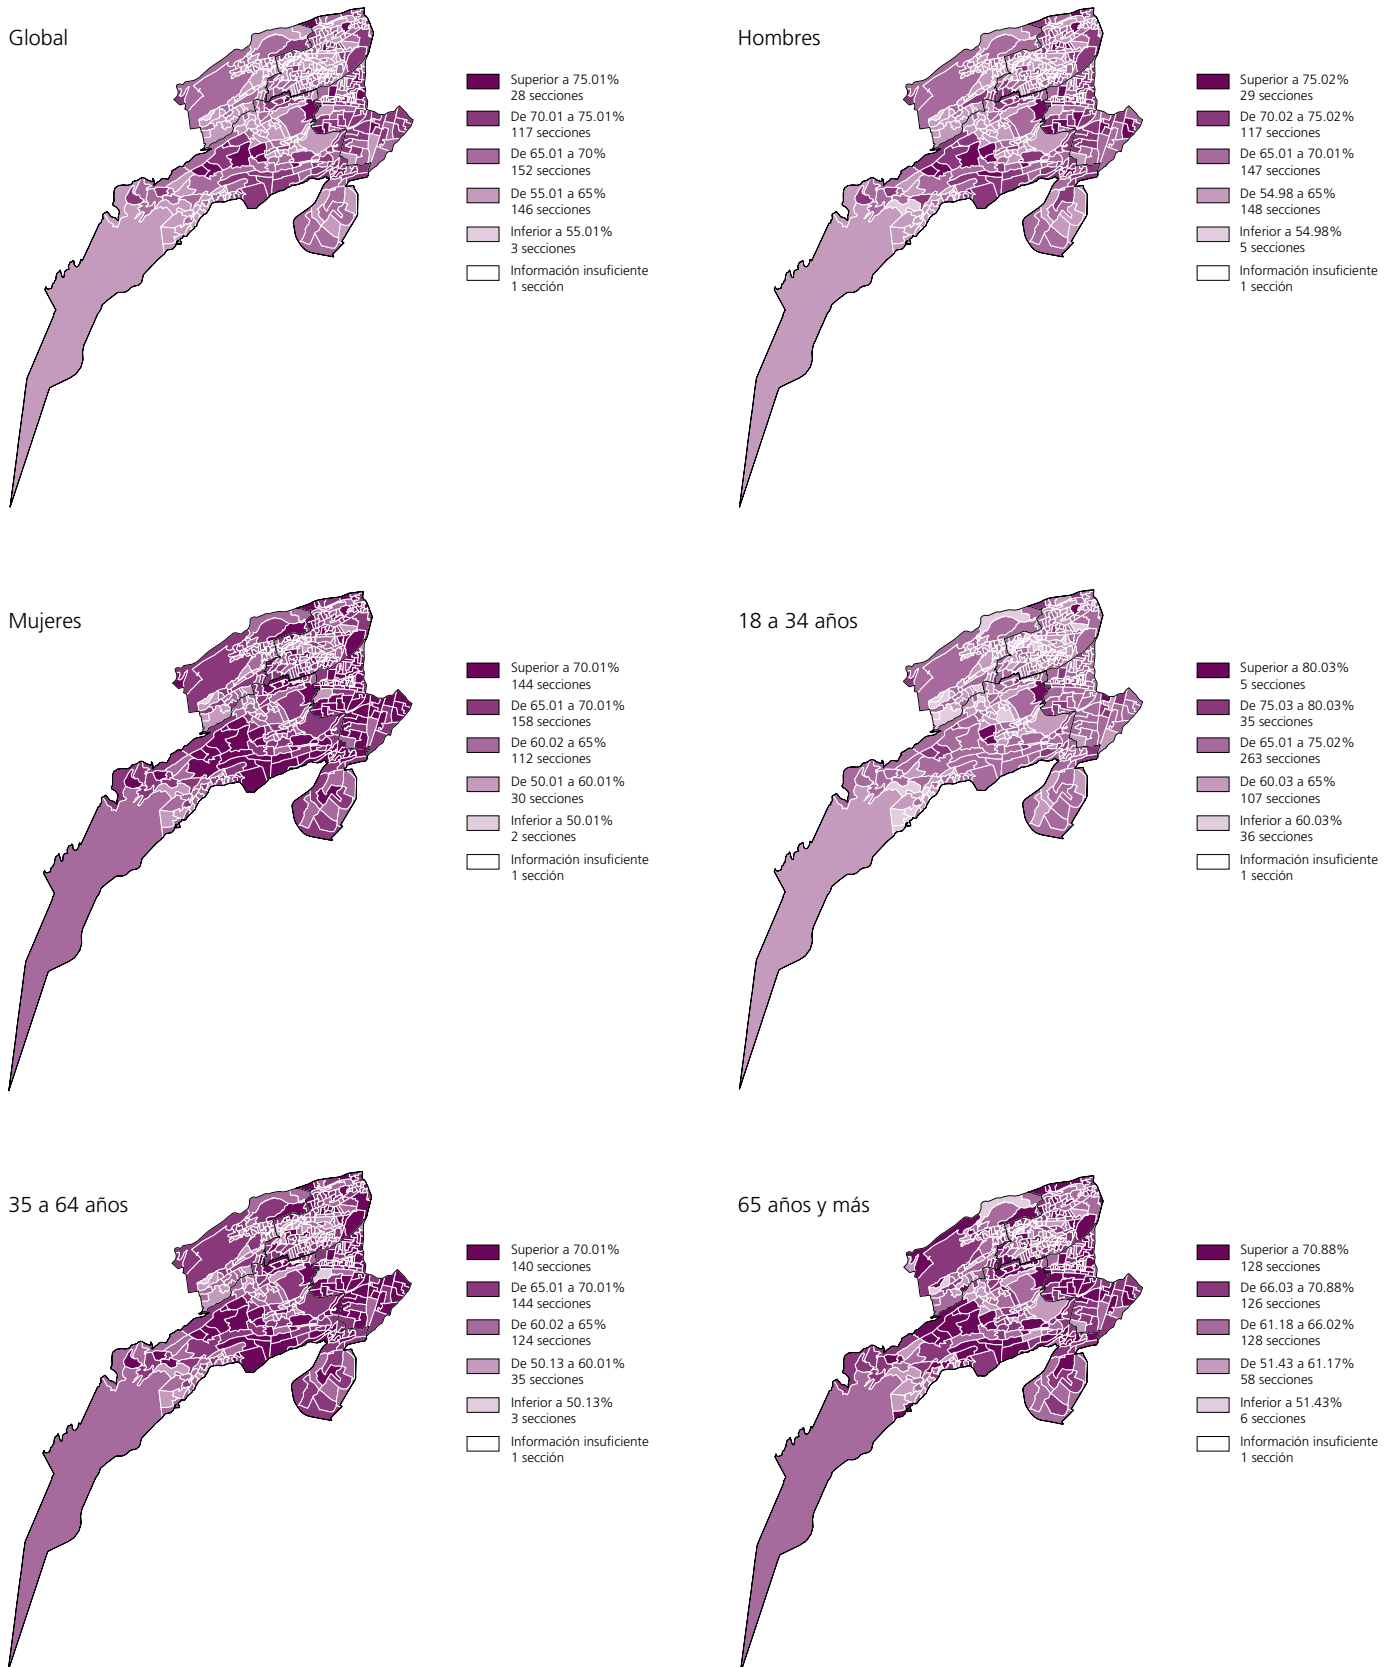 Global
Superior a 75.01%
28 secciones
De 70.01 a 75.01%
117 secciones
De 65.01 a 70%
152 secciones
De 55.01 a 65%
146 secciones
Inferior a 55.01%
3 secciones
Información insuficiente
1 sección
Hombres
Superior a 75.02%
29 secciones
De 70.02 a 75.02%
117 secciones
De 65.01 a 70.01%
147 secciones
De 54.98 a 65%
148 secciones
Inferior a 54.98%
5 secciones
Información insuficiente
1 sección
Mujeres
Superior a 70.01%
144 secciones
De 65.01 a 70.01%
158 secciones
De 60.02 a 65%
112 secciones
De 50.01 a 60.01%
30 secciones
Inferior a 50.01%
2 secciones
Información insuficiente
1 sección
18 a 34 años
Superior a 80.03%
5 secciones
De 75.03 a 80.03%
35 secciones
De 65.01 a 75.02%
263 secciones
De 60.03 a 65%
107 secciones
Inferior a 60.03%
36 secciones
Información insuficiente
1 sección
35 a 64 años
Superior a 70.01%
140 secciones
De 65.01 a 70.01%
144 secciones
De 60.02 a 65%
124 secciones
De 50.13 a 60.01%
35 secciones
Inferior a 50.13%
3 secciones
Información insuficiente
1 sección
65 años y más
Superior a 70.88%
128 secciones
De 66.03 a 70.88%
126 secciones
De 61.18 a 66.02%
128 secciones
De 51.43 a 61.17%
58 secciones
Inferior a 51.43%
6 secciones
Información insuficiente
1 sección